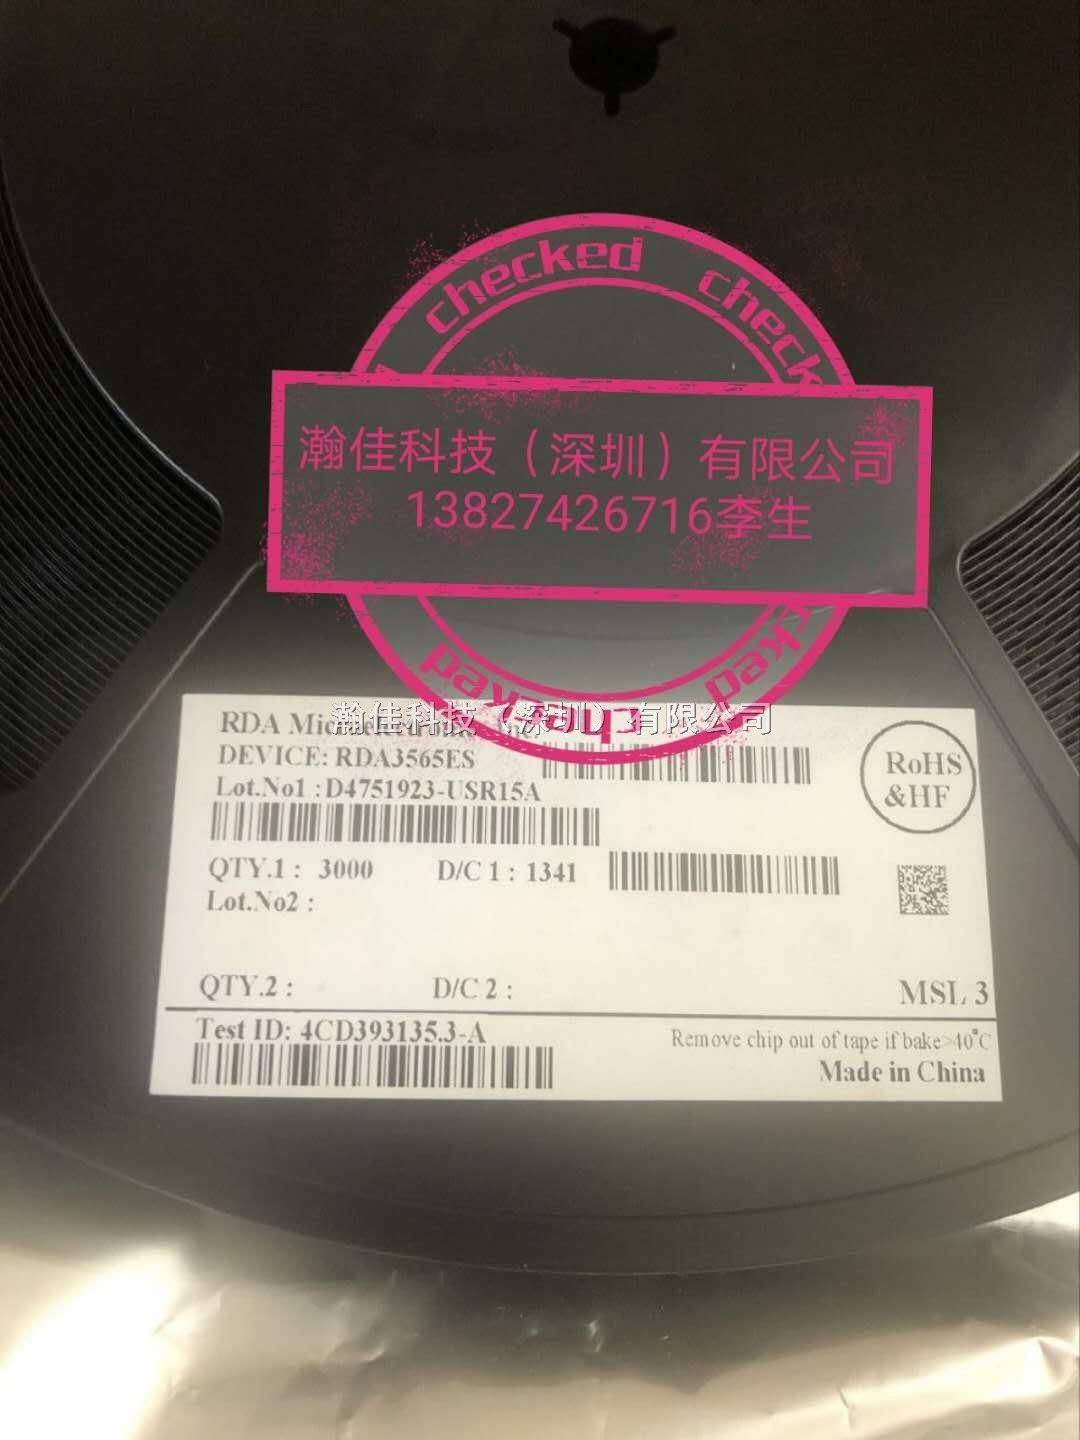 checked check
瀚佳科技（深圳）有限公司
13827426716李生
cked checked
瀚佳科技（深圳）有限公司
RDA
DEVICE: RDA3565ES
Lot.No1 : D4751923-USR15A
RoHS
&HF
QTY.1 : 3000 D/C 1 : 1341
Lot.No2 :
QTY.2 : D/C 2 :
MSL 3
Test ID: 4CD393135.3-A
Remove chip out of tape if bake>40°C
Made in China